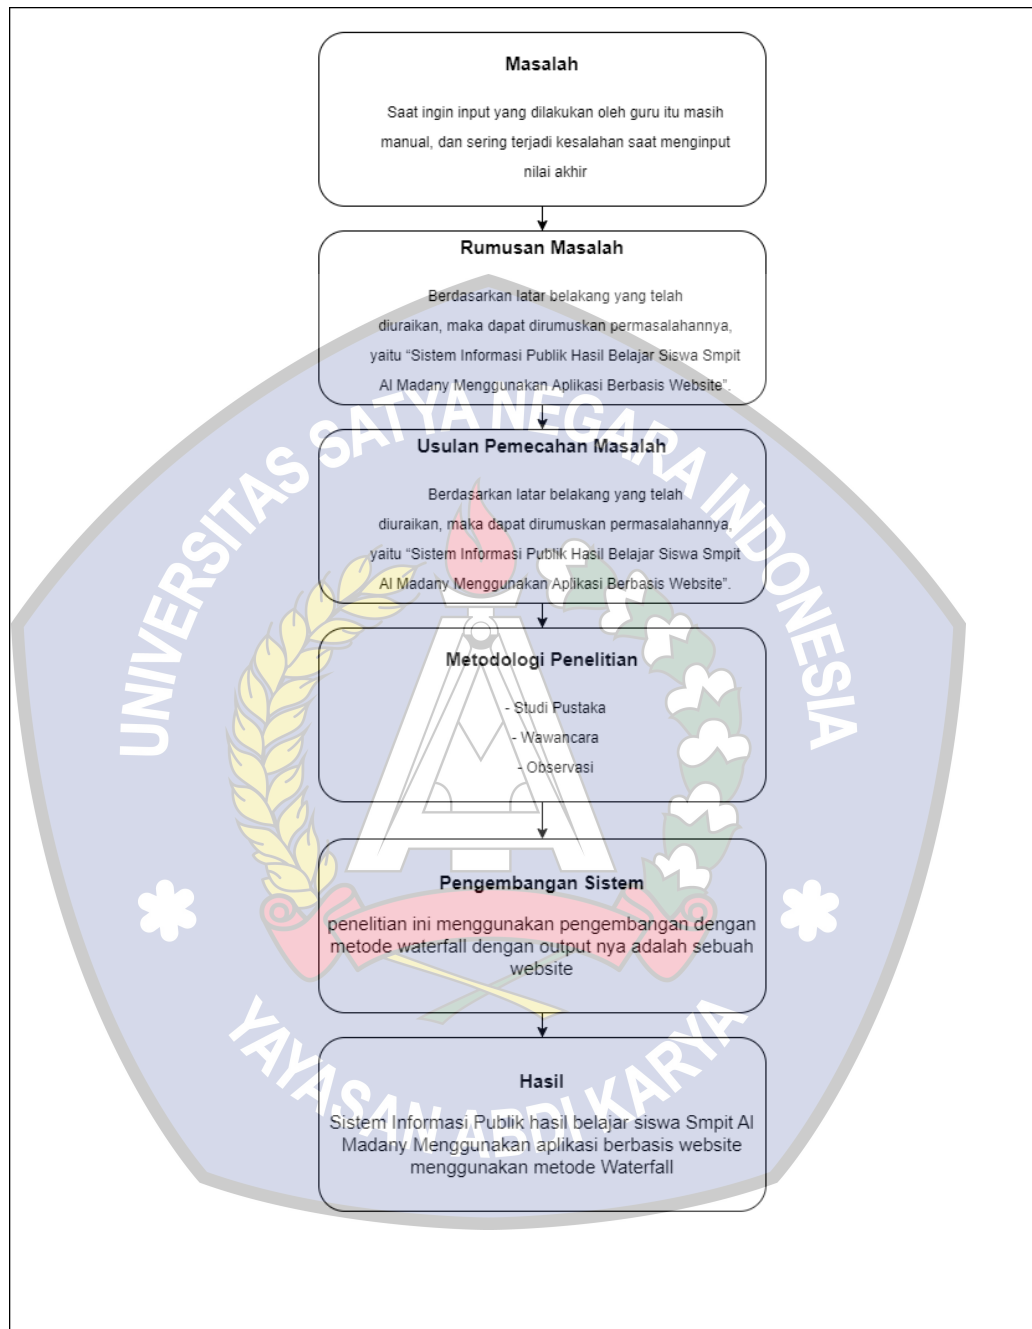 Masalah
Saat ingin input yang dilakukan oleh guru itu masih
manual, dan sering terjadi kesalahan saat menginput
nilai akhir
Rumusan Masalah
Berdasarkan latar belakang yang telah
diuraikan, maka dapat dirumuskan permasalahannya,
yaitu “Sistem Informasi Publik Hasil Belajar Siswa Smpit
Al Madany Menggunakan Aplikasi Berbasis Website”.
Usulan Pemecahan Masalah
Berdasarkan latar belakang yang telah
diuraikan, maka dapat dirumuskan permasalahannya,
yaitu “Sistem Informasi Publik Hasil Belajar Siswa Smpit
Al Madany Menggunakan Aplikasi Berbasis Website”.
Metodologi Penelitian
- Studi Pustaka
- Wawancara
- Observasi
Pengembangan Sistem
penelitian ini menggunakan pengembangan dengan
metode waterfall dengan output nya adalah sebuah
website
Hasil
Sistem Informasi Publik hasil belajar siswa Smpit Al
Madany Menggunakan aplikasi berbasis website
menggunakan metode Waterfall
UNIVERSITAS SATYA NEGARA INDONESIA
YAYASAN ABDI KARYA